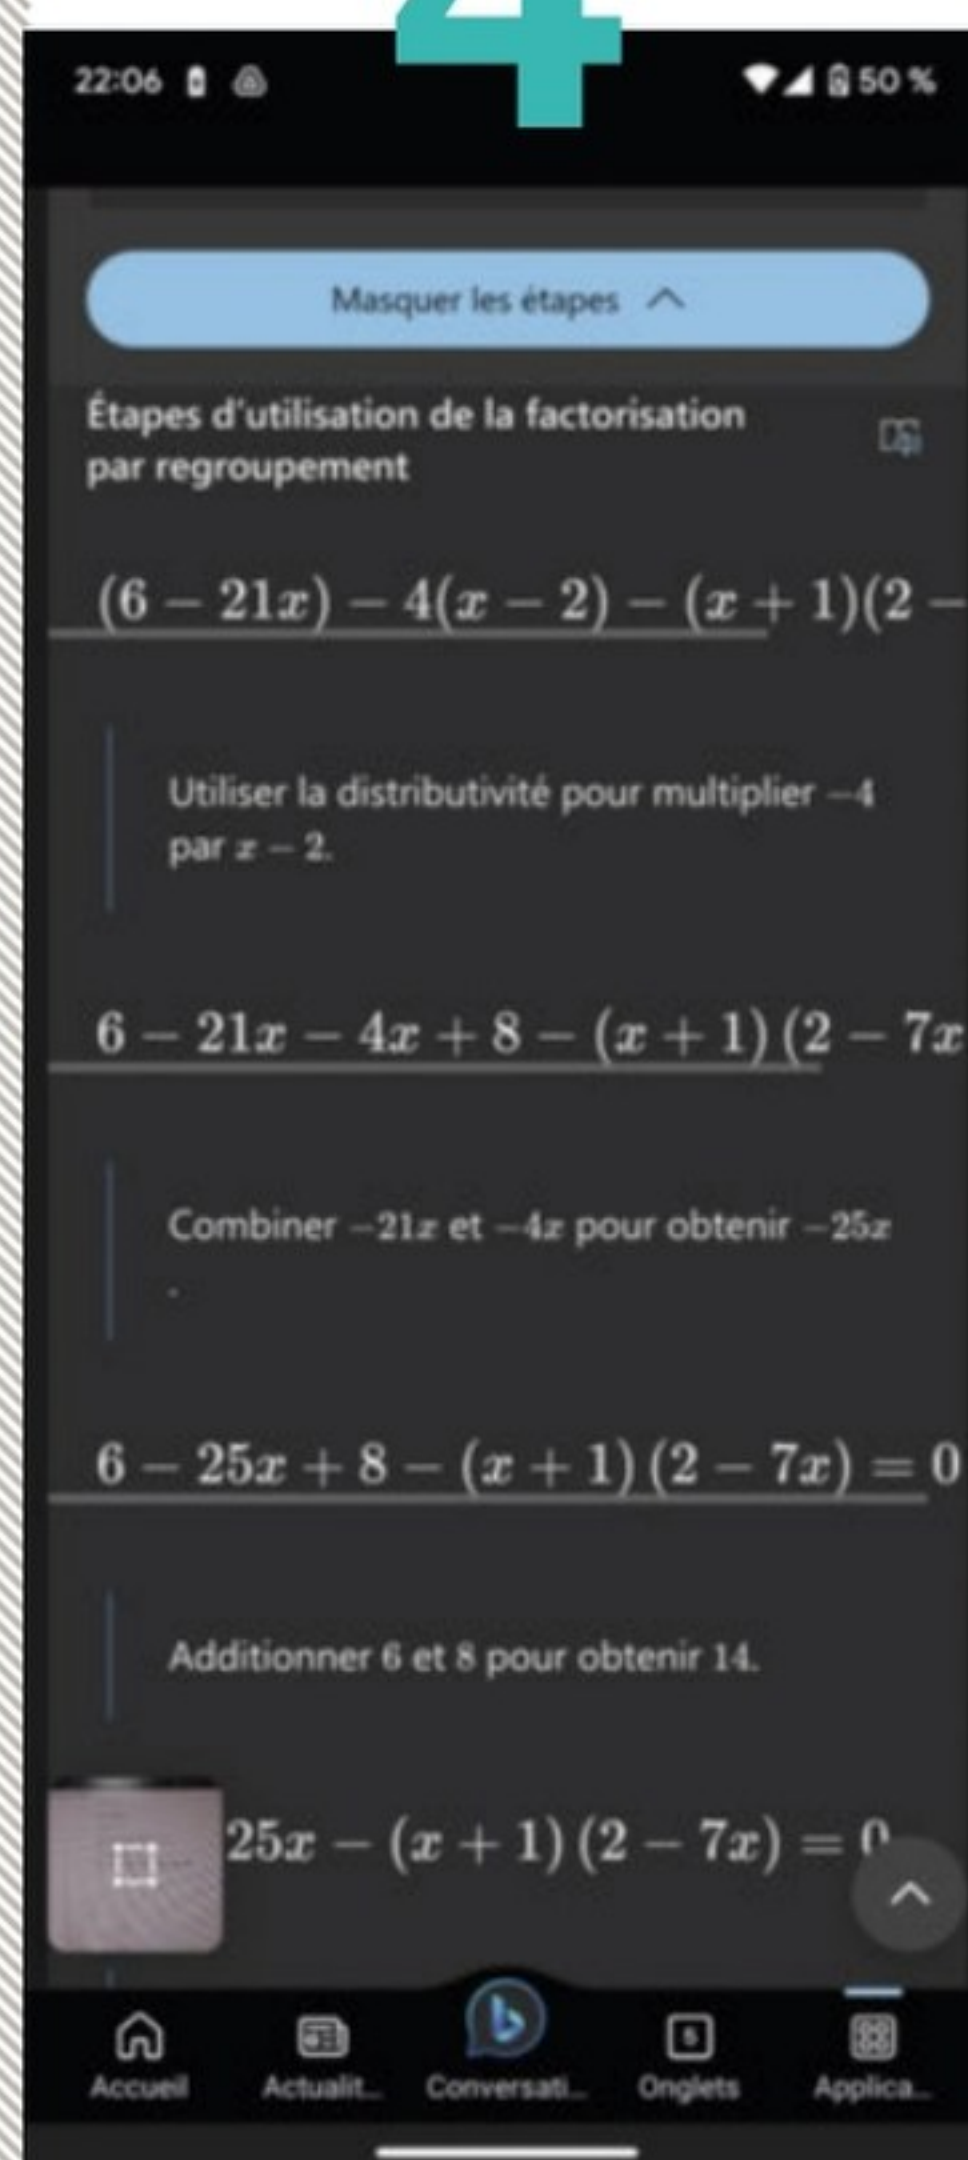 4
22:06 50 %
Masquer les étapes
Étapes d'utilisation de la factorisation
par regroupement
(6 − 21x) − 4(x − 2) − (x + 1)(2 −
Utiliser la distributivité pour multiplier −4
par x − 2.
6 − 21x − 4x + 8 − (x + 1) (2 − 7x
Combiner −21x et −4x pour obtenir −25x
.
6 − 25x + 8 − (x + 1) (2 − 7x) = 0
Additionner 6 et 8 pour obtenir 14.
25x − (x + 1) (2 − 7x) = 0
5
Accueil Actualit... Conversati... Onglets Applica...